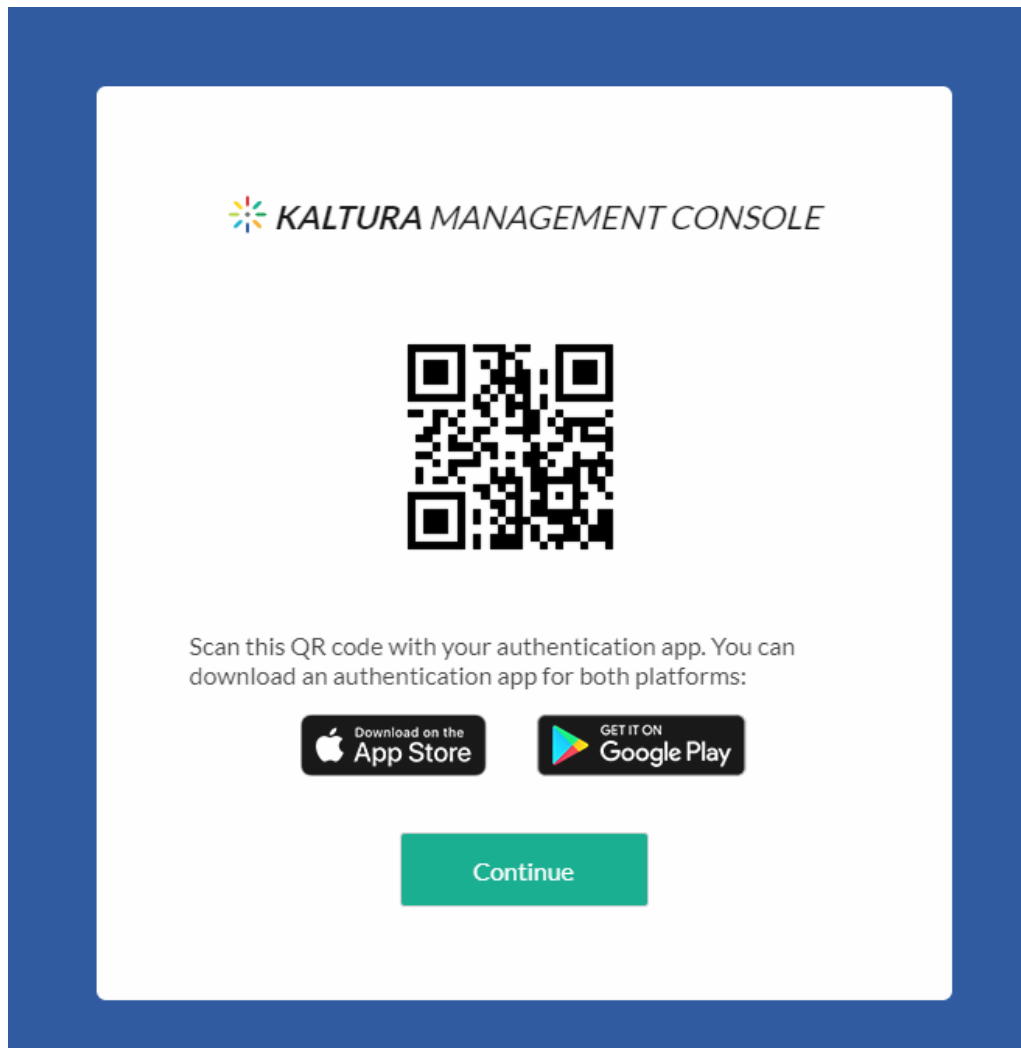 KALTURA MANAGEMENT CONSOLE
Scan this QR code with your authentication app. You can
download an authentication app for both platforms:
Download on the
App Store
GET IT ON
Google Play
Continue